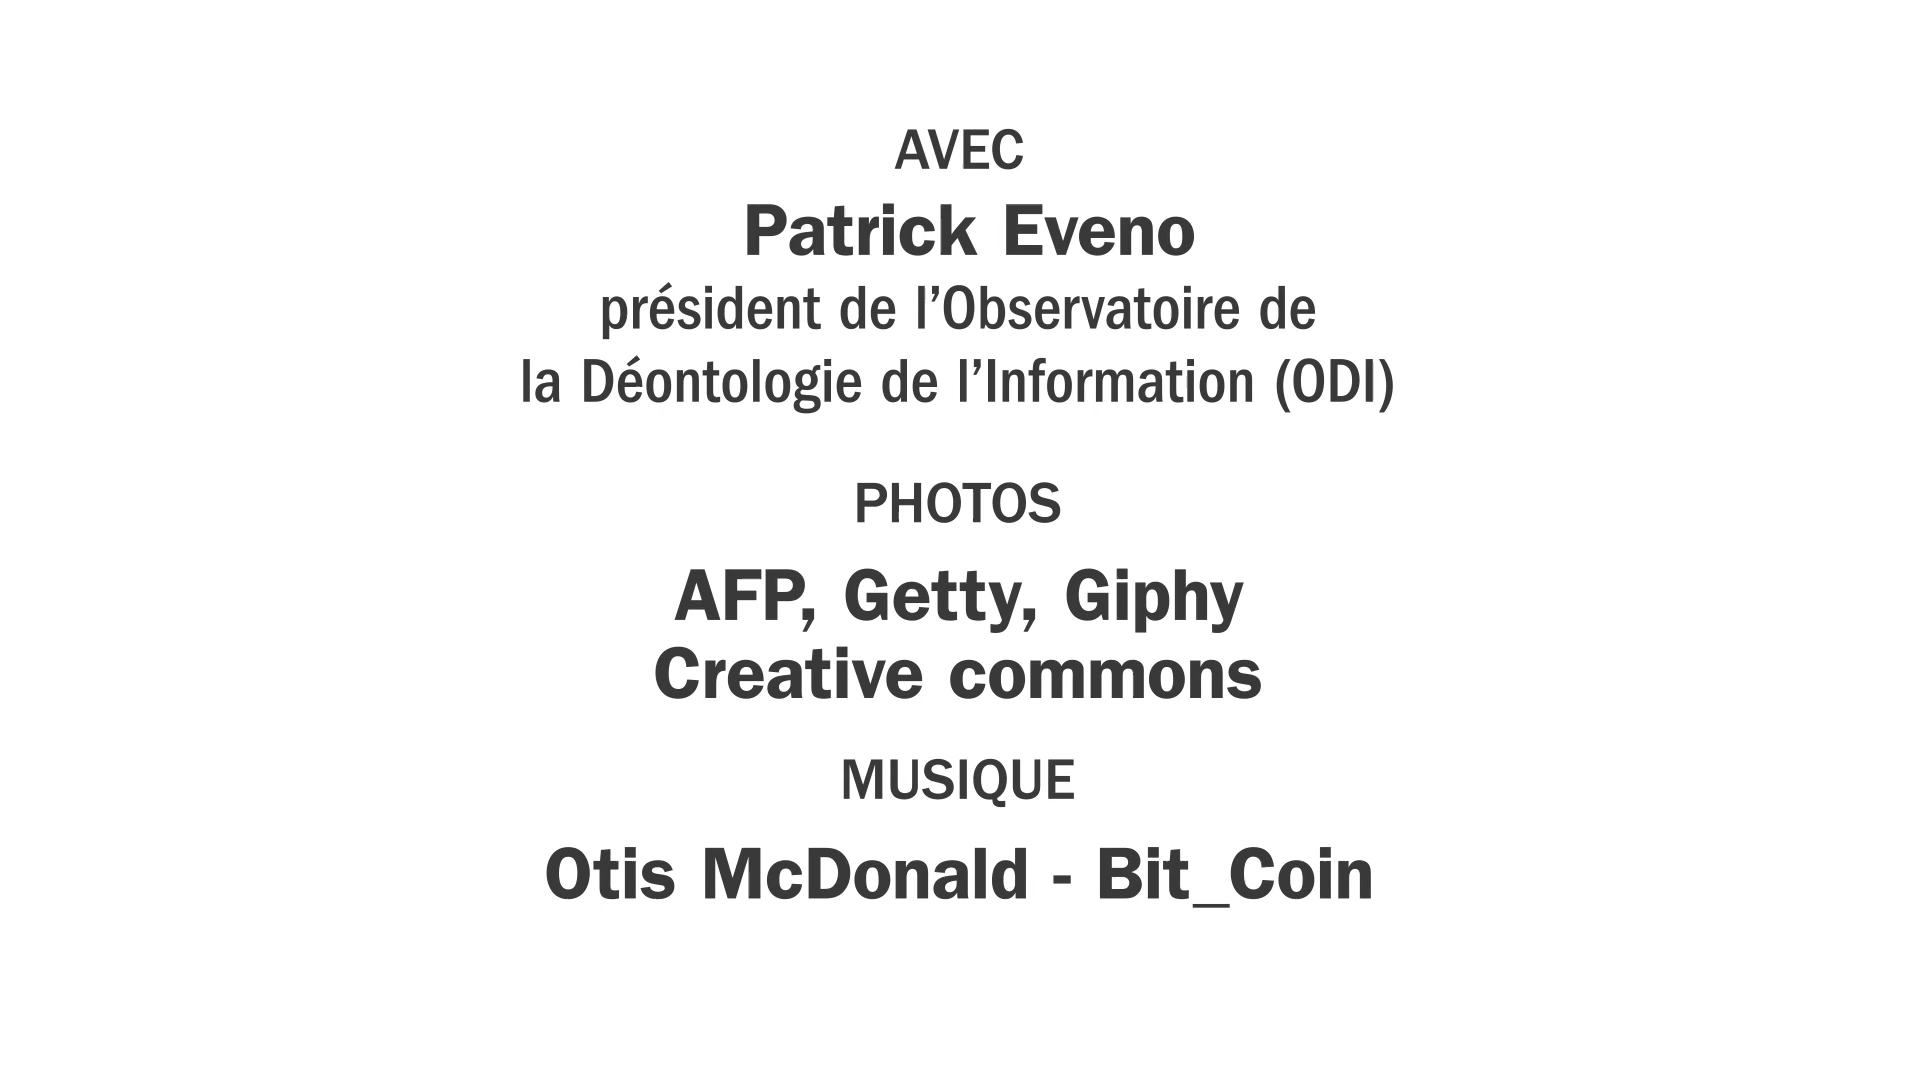 AVEC
Patrick Eveno
président de l’Observatoire de
la Déontologie de l’Information (ODI)
PHOTOS
AFP, Getty, Giphy
Creative commons
MUSIQUE
Otis McDonald - Bit_Coin